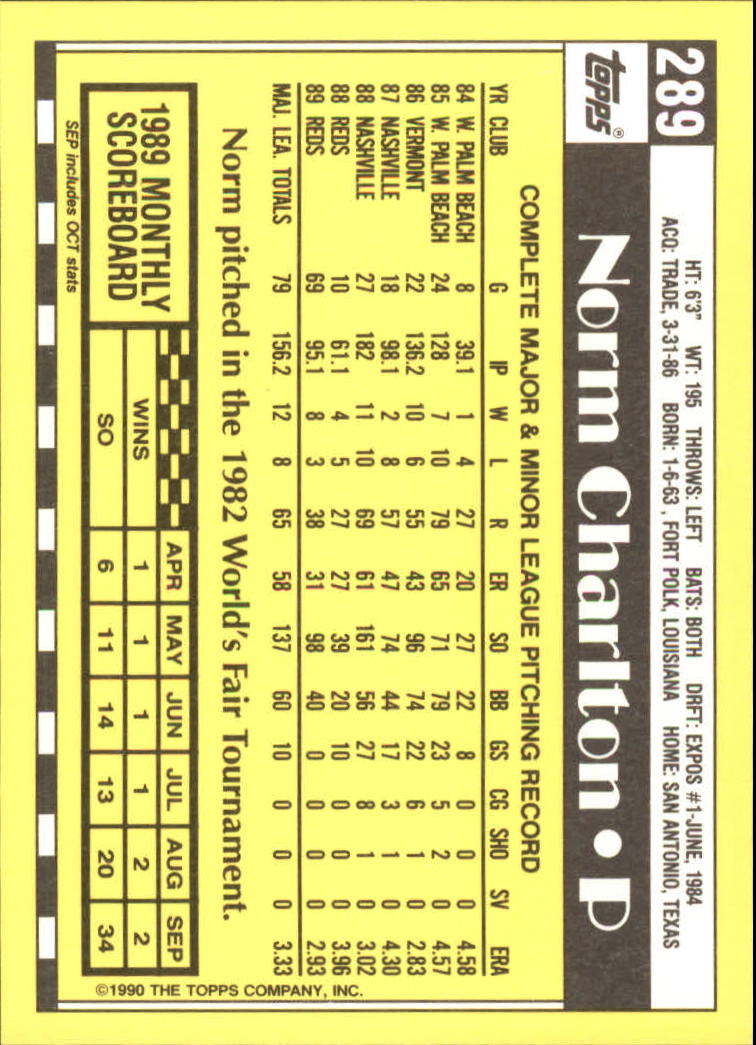 289
HT: 6'3" WT: 195 THROWS: LEFT BATS: BOTH DRFT: EXPOS #1-JUNE, 1984
ACQ: TRADE, 3-31-86 BORN: 1-6-63, FORT POLK, LOUISIANA HOME: SAN ANTONIO, TEXAS
TOPPS® Norm Charlton • P
COMPLETE MAJOR & MINOR LEAGUE PITCHING RECORD
YR CLUB G IP W L R ER SO BB GS CG SHO SV ERA
84 W. PALM BEACH 8 39.1 1 4 27 20 27 22 8 0 0 0 4.58
85 W. PALM BEACH 24 128 7 10 79 65 71 79 23 5 2 0 4.57
86 VERMONT 22 136.2 10 6 55 43 96 74 22 6 1 0 2.83
87 NASHVILLE 18 98.1 2 8 57 47 74 44 17 3 1 0 4.30
88 NASHVILLE 27 182 11 10 69 61 161 56 27 8 1 0 3.02
88 REDS 10 61.1 4 5 27 27 39 20 10 0 0 0 3.96
89 REDS 69 95.1 8 3 38 31 98 40 0 0 0 0 2.93
MAJ. LEA. TOTALS 79 156.2 12 8 65 58 137 60 10 0 0 0 3.33
Norm pitched in the 1982 World's Fair Tournament.
1989 MONTHLY
SCOREBOARD
APR MAY JUN JUL AUG SEP
WINS 1 1 1 1 2 2
SO 6 11 14 13 20 34
SEP includes OCT stats
©1990 THE TOPPS COMPANY, INC.